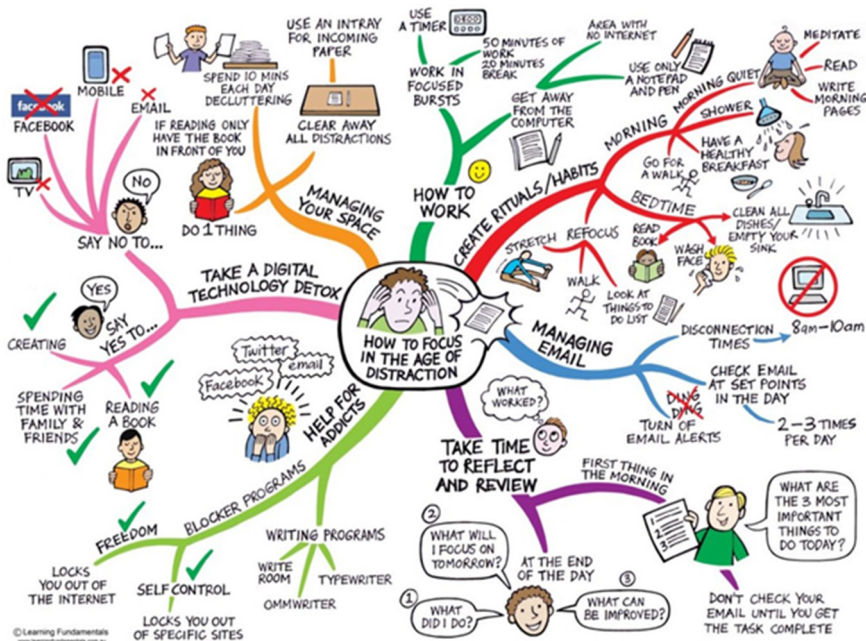 HOW TO FOCUS
IN THE AGE OF
DISTRACTION
MANAGING
YOUR SPACE
USE AN INTRAY
FOR INCOMING
PAPER
SPEND 10 MINS
EACH DAY
DECLUTTERING
CLEAR AWAY
ALL DISTRACTIONS
IF READING ONLY
HAVE THE BOOK
IN FRONT OF YOU
DO 1 THING
HOW TO
WORK
USE
A TIMER
50 MINUTES OF
WORK
20 MINUTES
BREAK
WORK IN
FOCUSED
BURSTS
AREA WITH
NO INTERNET
USE ONLY
A NOTEPAD
AND PEN
GET AWAY
FROM THE
COMPUTER
CREATE RITUALS/HABITS
MORNING
MORNING QUIET
MEDITATE
READ
WRITE
MORNING
PAGES
SHOWER
HAVE A
HEALTHY
BREAKFAST
GO FOR
A WALK
BEDTIME
CLEAN ALL
DISHES/
EMPTY YOUR
SINK
READ
BOOK
WASH
FACE
REFOCUS
STRETCH
WALK
LOOK AT
THINGS TO
DO LIST
MANAGING
EMAIL
DISCONNECTION
TIMES
8am-10am
CHECK EMAIL
AT SET POINTS
IN THE DAY
2-3 TIMES
PER DAY
DING
DING
TURN OF
EMAIL ALERTS
TAKE TIME
TO REFLECT
AND REVIEW
WHAT
WORKED?
FIRST THING IN
THE MORNING
1
2
3
WHAT ARE
THE 3 MOST
IMPORTANT
THINGS TO
DO TODAY?
DON'T CHECK YOUR
EMAIL UNTIL YOU GET
THE TASK COMPLETE
AT THE END
OF THE DAY
1
WHAT
DID I DO?
2
WHAT WILL
I FOCUS ON
TOMORROW?
3
WHAT CAN
BE IMPROVED?
HELP FOR
ADDICTS
Twitter
email
Facebook
BLOCKER PROGRAMS
FREEDOM
LOCKS
YOU OUT OF
THE INTERNET
SELF CONTROL
LOCKS YOU OUT
OF SPECIFIC SITES
WRITING PROGRAMS
WRITE
ROOM
OMMWRITER
TYPEWRITER
TAKE A DIGITAL
TECHNOLOGY DETOX
SAY NO TO...
NO
TV
facebook
FACEBOOK
MOBILE
EMAIL
SAY
YES TO...
YES
CREATING
SPENDING
TIME WITH
FAMILY &
FRIENDS
READING
A BOOK
© Learning Fundamentals